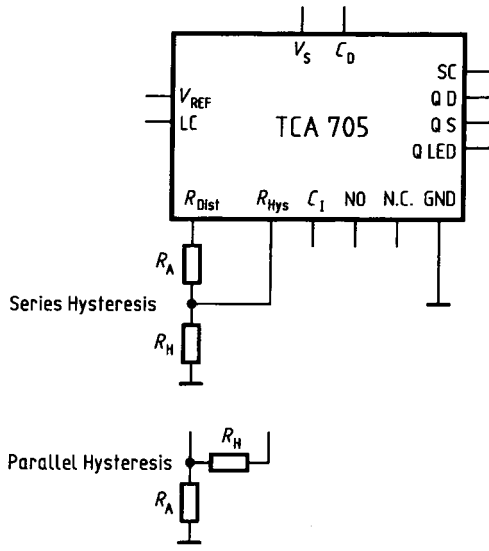 V_S C_D
SC
V_REF Q D
LC TCA 705 Q S
Q LED
R_Dist R_Hys C_I NO N.C. GND
R_A
Series Hysteresis
R_H
R_H
Parallel Hysteresis
R_A